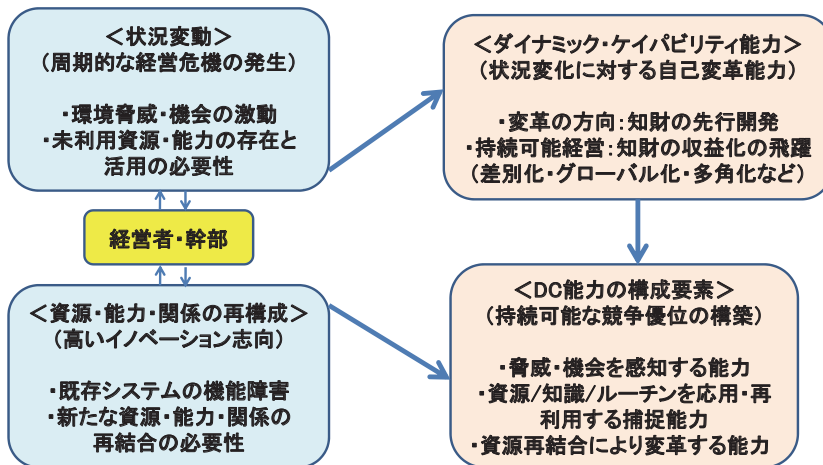 ＜状況変動＞
（周期的な経営危機の発生）
・環境脅威・機会の激動
・未利用資源・能力の存在と
活用の必要性
経営者・幹部
＜資源・能力・関係の再構成＞
（高いイノベーション志向）
・既存システムの機能障害
・新たな資源・能力・関係の
再結合の必要性
＜ダイナミック・ケイパビリティ能力＞
（状況変化に対する自己変革能力）
・変革の方向：知財の先行開発
・持続可能経営：知財の収益化の飛躍
（差別化・グローバル化・多角化など）
＜DC能力の構成要素＞
（持続可能な競争優位の構築）
・脅威・機会を感知する能力
・資源/知識/ルーチンを応用・再
利用する捕捉能力
・資源再結合により変革する能力